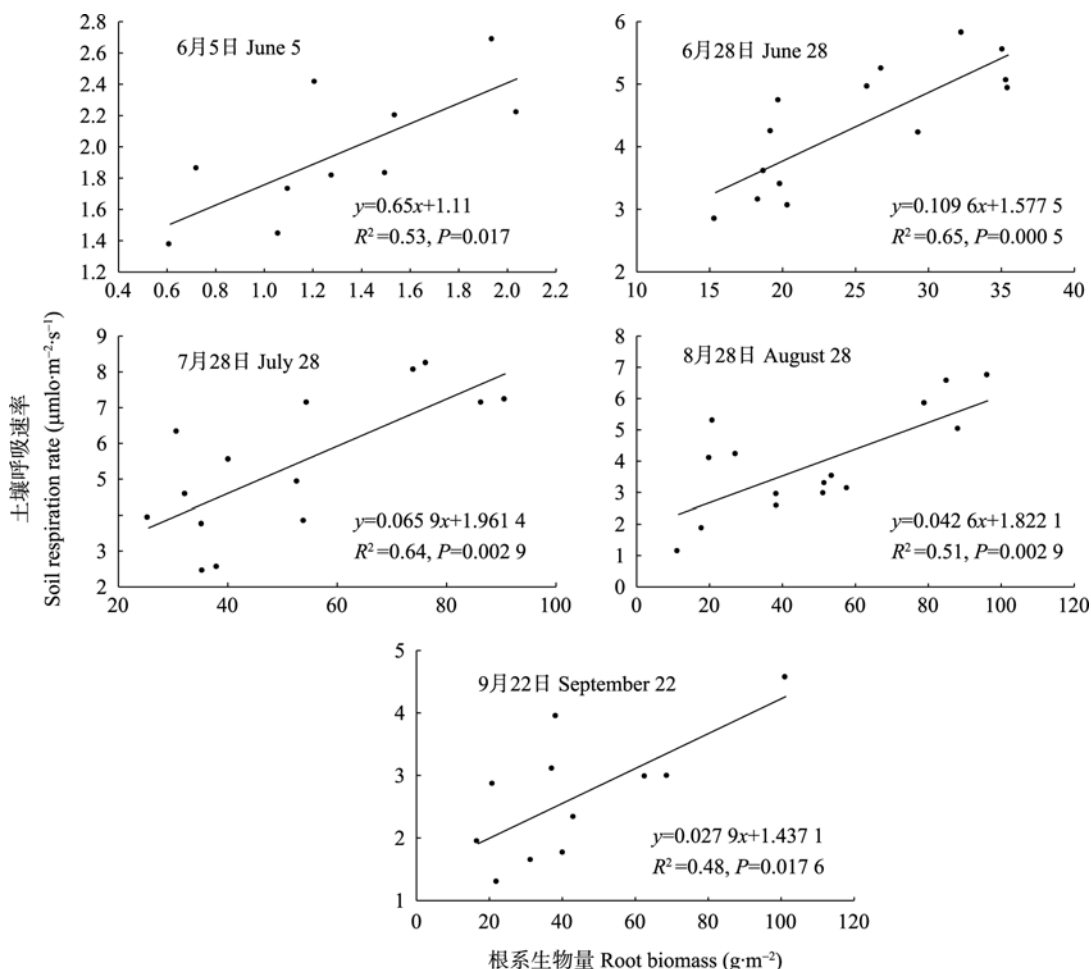 2.8
2.6
2.4
2.2
2.0
1.8
1.6
1.4
1.2
6月5日 June 5
y=0.65x+1.11
R²=0.53, P=0.017
0.4 0.6 0.8 1.0 1.2 1.4 1.6 1.8 2.0 2.2
6
5
4
3
2
6月28日 June 28
y=0.109 6x+1.577 5
R²=0.65, P=0.000 5
10 15 20 25 30 35 40
土壤呼吸速率
Soil respiration rate (μmlo·m⁻²·s⁻¹)
9
8
7
6
5
3
2
7月28日 July 28
y=0.065 9x+1.961 4
R²=0.64, P=0.002 9
20 40 60 80 100
8
7
6
5
4
3
2
1
0
8月28日 August 28
y=0.042 6x+1.822 1
R²=0.51, P=0.002 9
0 20 40 60 80 100 120
5
4
3
2
1
9月22日 September 22
y=0.027 9x+1.437 1
R²=0.48, P=0.017 6
0 20 40 60 80 100 120
根系生物量 Root biomass (g·m⁻²)